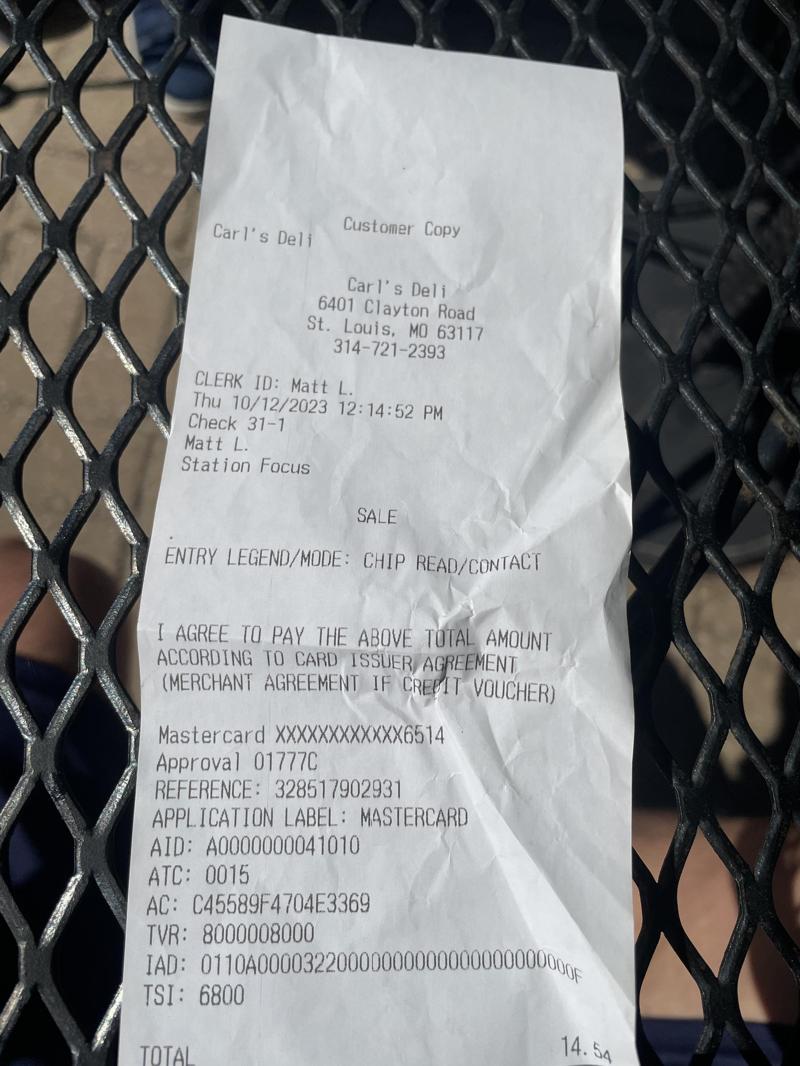 Customer Copy
Carl's Deli
Carl's Deli
6401 Clayton Road
St. Louis, MO 63117
314-721-2393
CLERK ID: Matt L.
Thu 10/12/2023 12:14:52 PM
Check 31-1
Matt L.
Station Focus
SALE
ENTRY LEGEND/MODE: CHIP READ/CONTACT
I AGREE TO PAY THE ABOVE TOTAL AMOUNT
ACCORDING TO CARD ISSUER AGREEMENT
(MERCHANT AGREEMENT IF CREDIT VOUCHER)
Mastercard XXXXXXXXXXXX6514
Approval 01777C
REFERENCE: 328517902931
APPLICATION LABEL: MASTERCARD
AID: A0000000041010
ATC: 0015
AC: C45589F4704E3369
TVR: 8000008000
IAD: 0110A00003220000000000000000000000FF
TSI: 6800
TOTAL 14.54